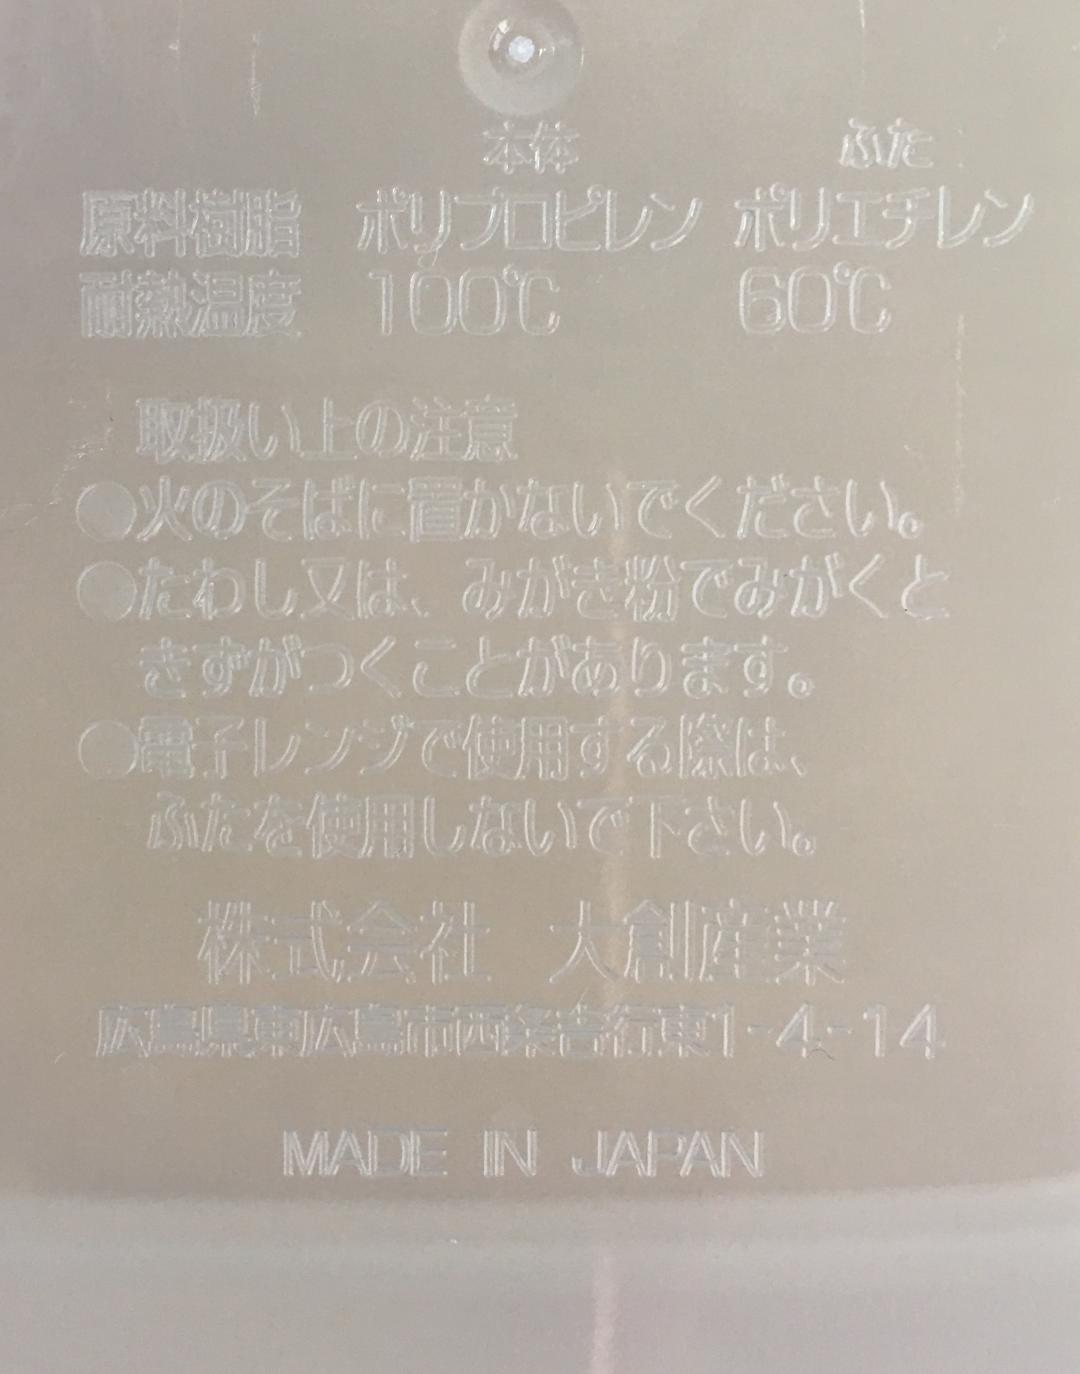 本体 ふた
原料樹脂 ポリプロピレン ポリエチレン
耐熱温度 100℃ 60℃
取扱い上の注意
●火のそばに置かないでください。
●たわし又は、みがき粉でみがくと
きずがつくことがあります。
●電子レンジで使用する際は、
ふたを使用しないで下さい。
株式会社 大創産業
広島県東広島市西条吉行東1-4-14
MADE IN JAPAN